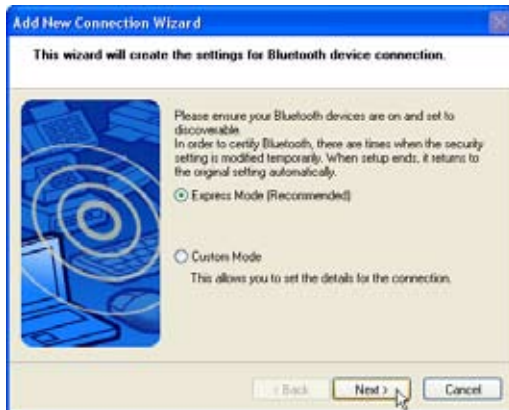 Add New Connection Wizard
This wizard will create the settings for Bluetooth device connection.
Please ensure your Bluetooth devices are on and set to
discoverable.
In order to certify Bluetooth, there are times when the security
setting is modified temporarily. When setup ends, it returns to
the original setting automatically.
Express Mode (Recommended)
Custom Mode
This allows you to set the details for the connection.
< Back Next > Cancel